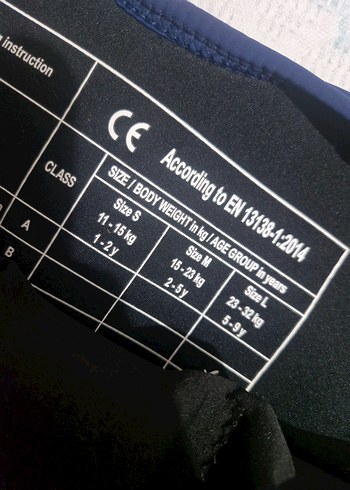 instruction
CE
According to EN 13138-1:2014
CLASS
SIZE / BODY WEIGHT in kg / AGE GROUP in years
Size S
11 - 15 kg
1 - 2 y
Size M
15 - 23 kg
2 - 5 y
Size L
23 - 32 kg
5 - 9 y
A
B